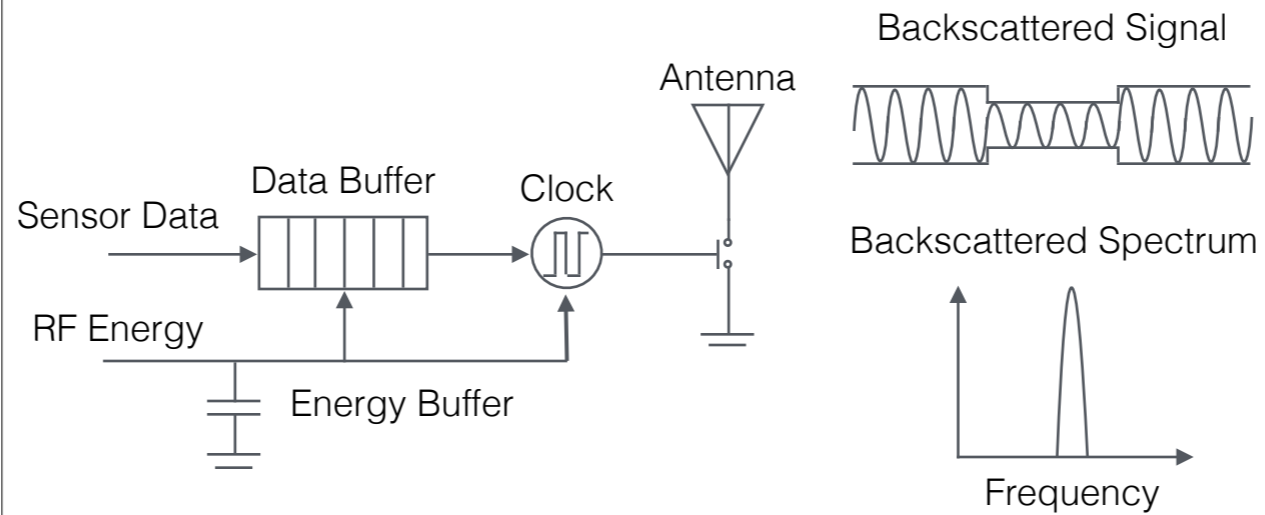 Backscattered Signal
Antenna
Data Buffer
Clock
Sensor Data
Backscattered Spectrum
RF Energy
Energy Buffer
Frequency